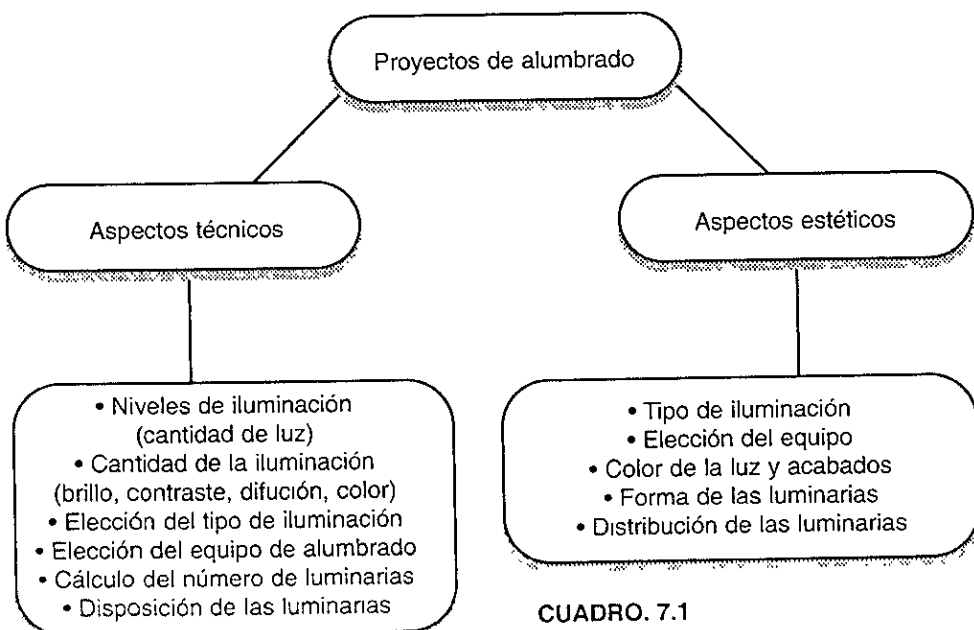 Proyectos de alumbrado
Aspectos técnicos
Aspectos estéticos
• Niveles de iluminación
(cantidad de luz)
• Cantidad de la iluminación
(brillo, contraste, difución, color)
• Elección del tipo de iluminación
• Elección del equipo de alumbrado
• Cálculo del número de luminarias
• Disposición de las luminarias
• Tipo de iluminación
• Elección del equipo
• Color de la luz y acabados
• Forma de las luminarias
• Distribución de las luminarias
CUADRO. 7.1